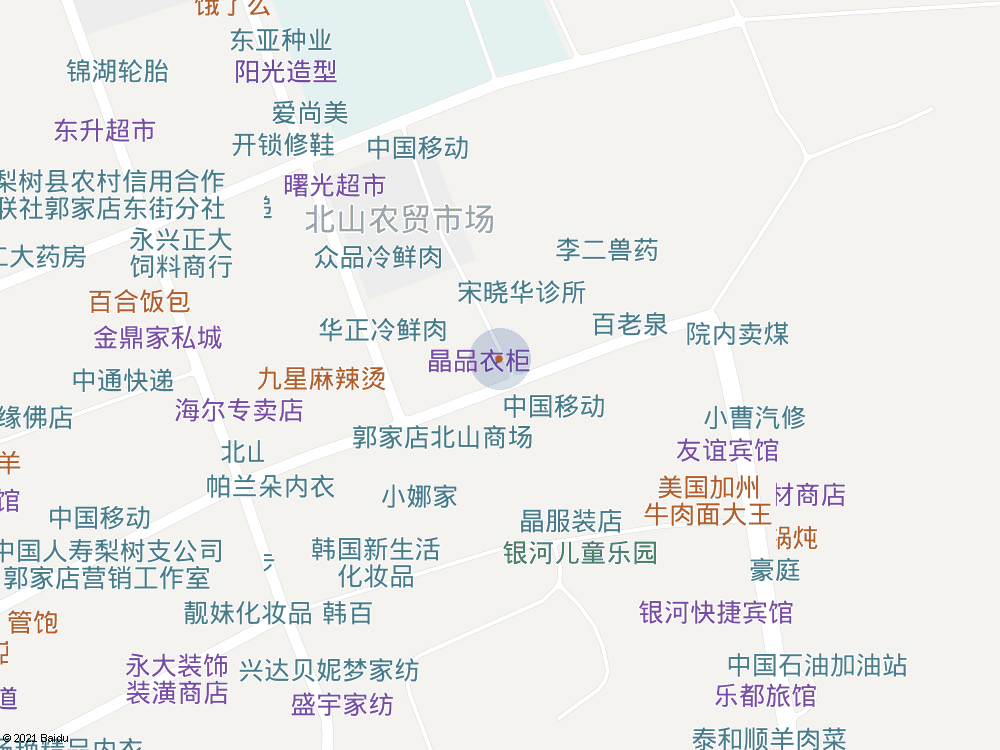 饿了么
东亚种业
锦湖轮胎
阳光造型
爱尚美
东升超市
开锁修鞋
中国移动
梨树县农村信用合作
联社郭家店东街分社
曙光超市
北山农贸市场
永兴正大
饲料商行
工大药房
众品冷鲜肉
李二兽药
宋晓华诊所
百合饭包
金鼎家私城
华正冷鲜肉
百老泉
院内卖煤
晶品衣柜
中通快递
九星麻辣烫
海尔专卖店
缘佛店
中国移动
小曹汽修
郭家店北山商场
友谊宾馆
北山
羊
帕兰朵内衣
小娜家
美国加州
牛肉面大王
材商店
馆
中国移动
晶服装店
锅炖
中国人寿梨树支公司
郭家店营销工作室
韩国新生活
化妆品
银河儿童乐园
豪庭
靓妹化妆品
韩百
银河快捷宾馆
管饱
永大装饰
装潢商店
兴达贝妮梦家纺
中国石油加油站
道
盛宇家纺
乐都旅馆
泰和顺羊肉菜
精品内衣
© 2021 Baidu